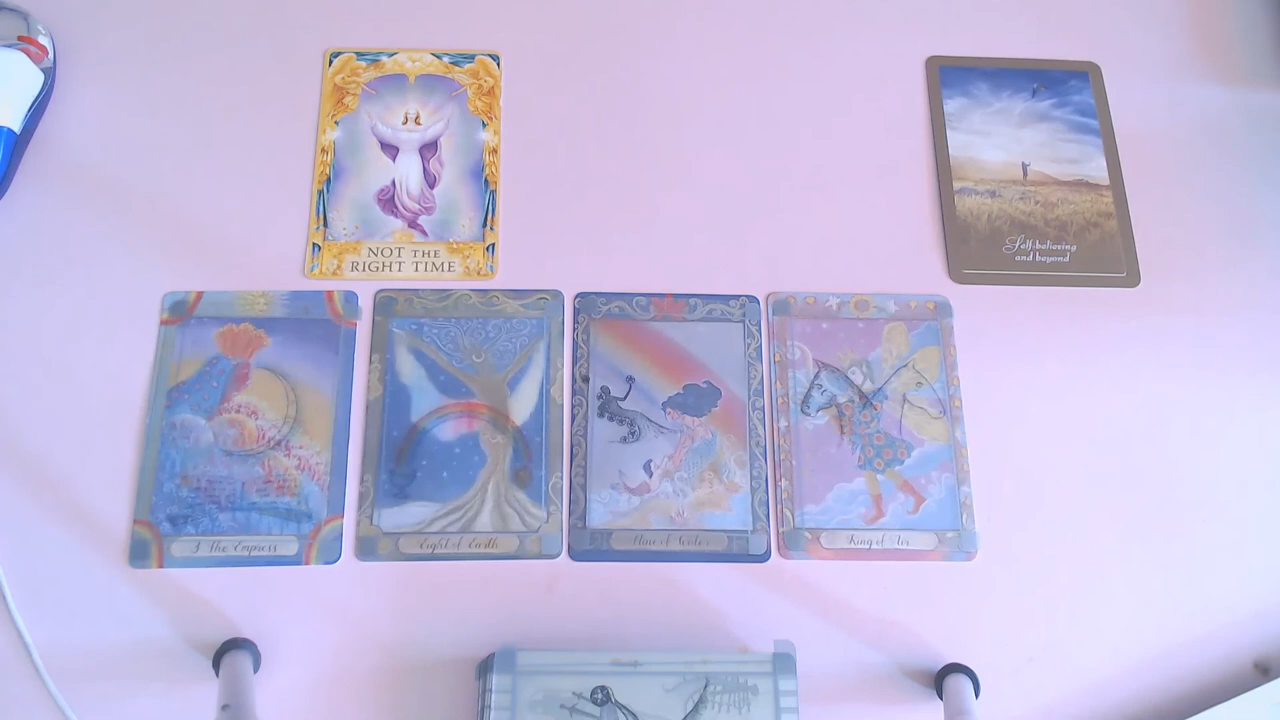 NOT THE
RIGHT TIME
Self-believing
and beyond
3 The Empress
Eight of Earth
Nine of Water
King of Air